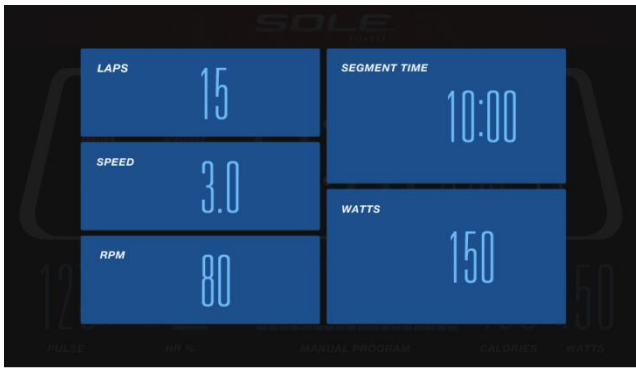 SOLE
LAPS
15
SPEED
3.0
RPM
80
SEGMENT TIME
10:00
WATTS
150
PULSE
HR %
MANUAL PROGRAM
CALORIES
WATTS